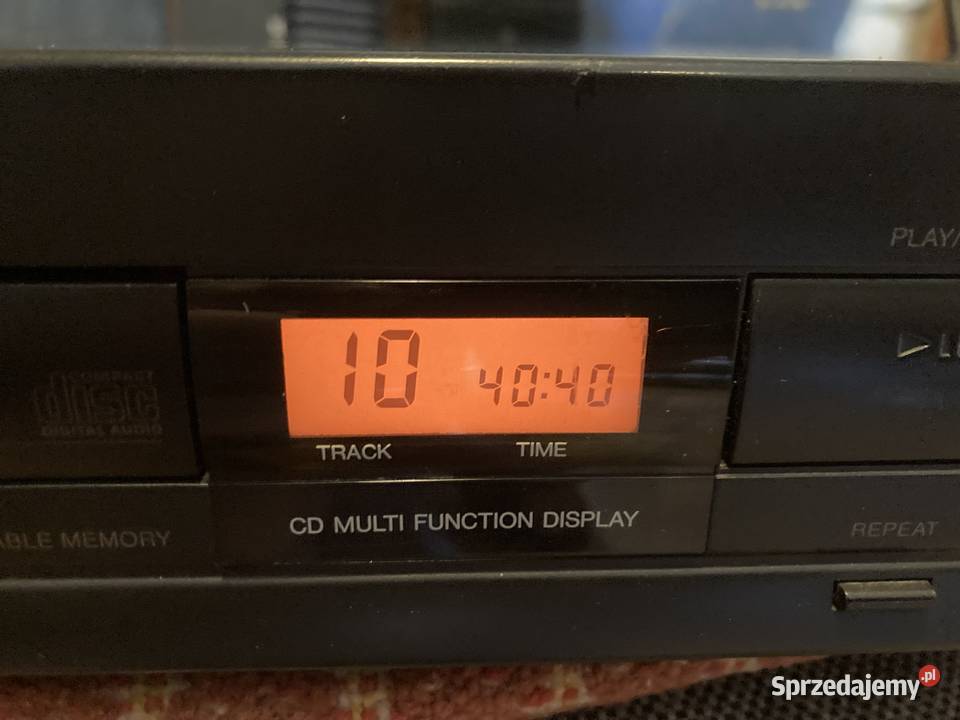 PLAY/
10 40:40
COMPACT
disc
DIGITAL AUDIO
TRACK TIME
CD MULTI FUNCTION DISPLAY
ABLE MEMORY
REPEAT
Sprzedajemy.pl